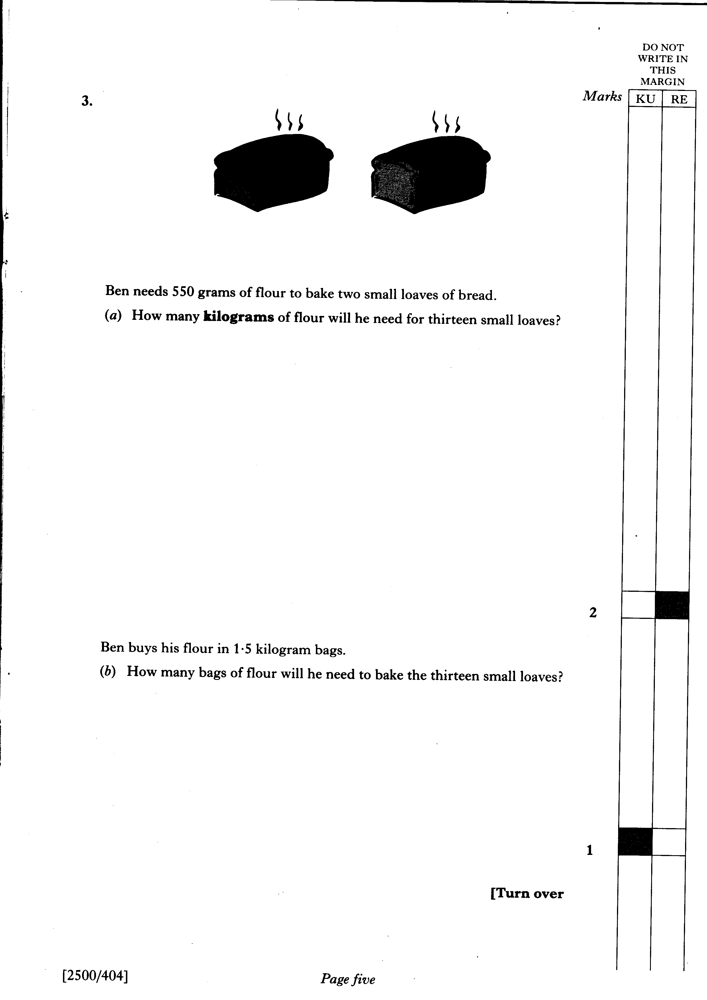 DO NOT
WRITE IN
THIS
MARGIN
Marks
KU RE
3.
Ben needs 550 grams of flour to bake two small loaves of bread.
(a) How many kilograms of flour will he need for thirteen small loaves?
2
Ben buys his flour in 1·5 kilogram bags.
(b) How many bags of flour will he need to bake the thirteen small loaves?
1
[Turn over
[2500/404]
Page five